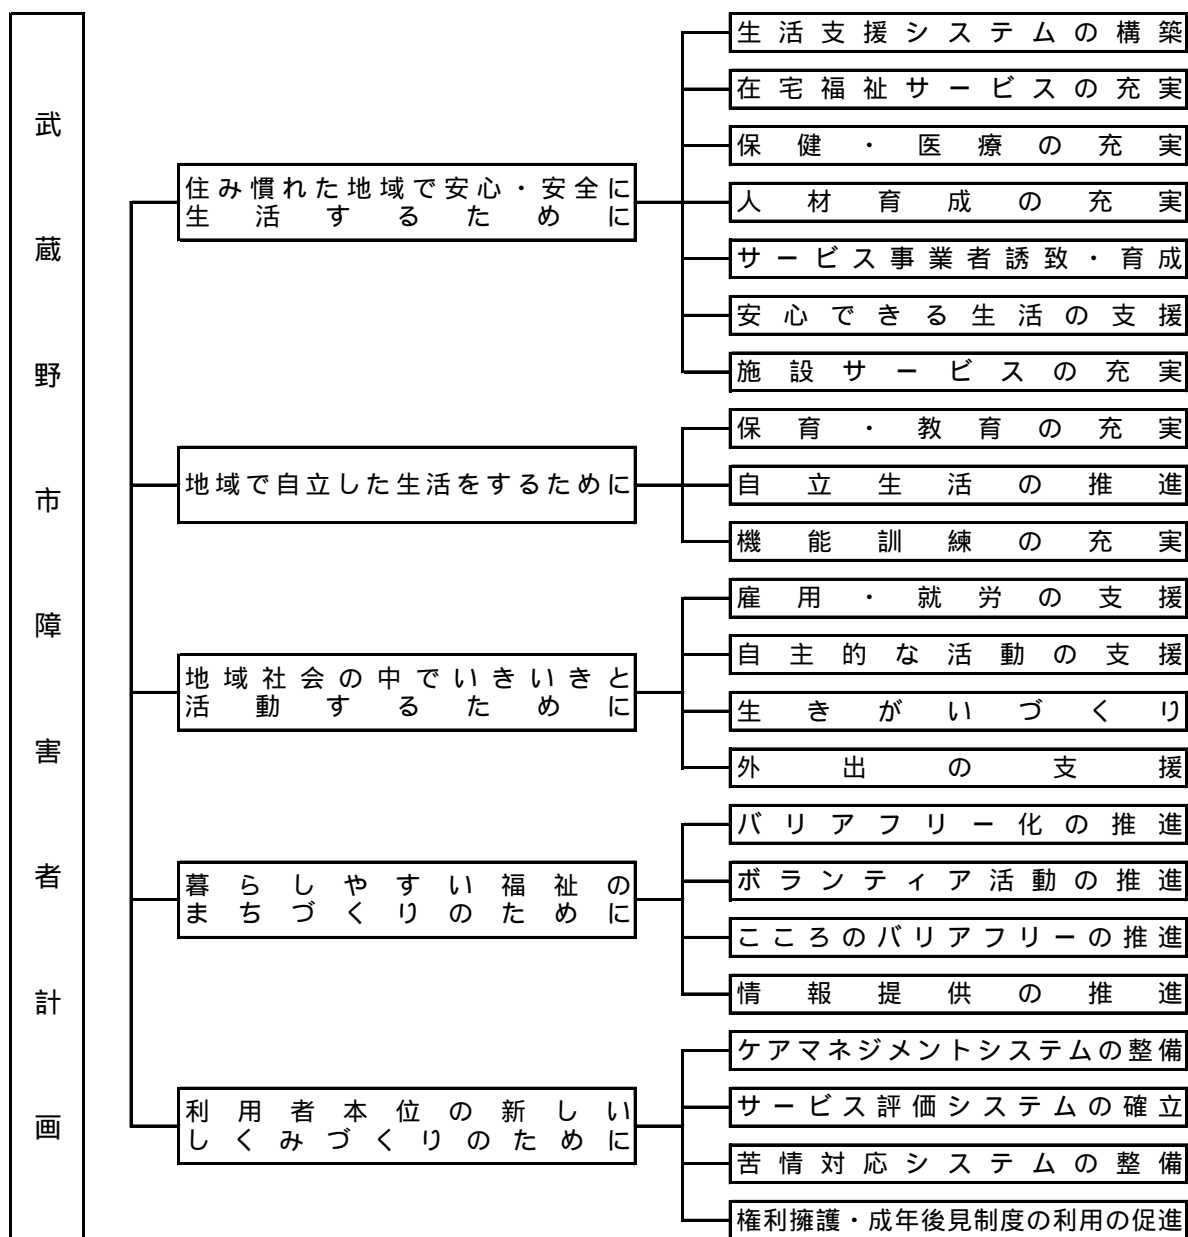 武蔵野市障害者計画
住み慣れた地域で安心・安全に
生活するために
生活支援システムの構築
在宅福祉サービスの充実
保健・医療の充実
人材育成の充実
サービス事業者誘致・育成
安心できる生活の支援
施設サービスの充実
地域で自立した生活をするために
保育・教育の充実
自立生活の推進
機能訓練の充実
地域社会の中でいきいきと
活動するために
雇用・就労の支援
自主的な活動の支援
生きがいづくり
外出の支援
暮らしやすい福祉の
まちづくりのために
バリアフリー化の推進
ボランティア活動の推進
こころのバリアフリーの推進
情報提供の推進
利用者本位の新しい
しくみづくりのために
ケアマネジメントシステムの整備
サービス評価システムの確立
苦情対応システムの整備
権利擁護・成年後見制度の利用の促進